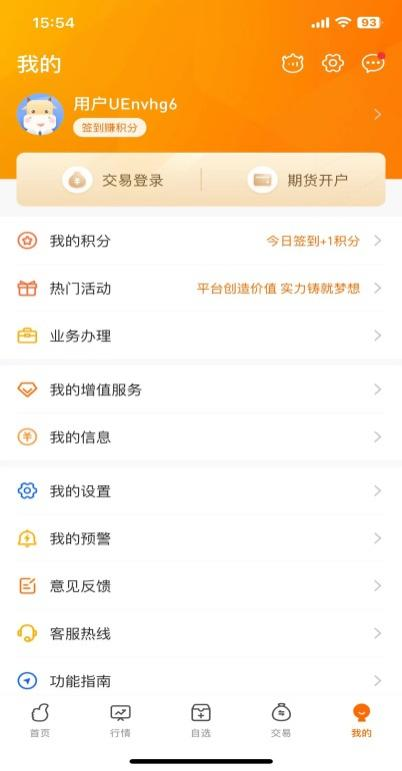 15:54
93
我的
用户UEnvhg6
签到赚积分
交易登录
期货开户
我的积分
今日签到+1积分
热门活动
平台创造价值 实力铸就梦想
业务办理
我的增值服务
我的信息
我的设置
我的预警
意见反馈
客服热线
功能指南
首页
行情
自选
交易
我的